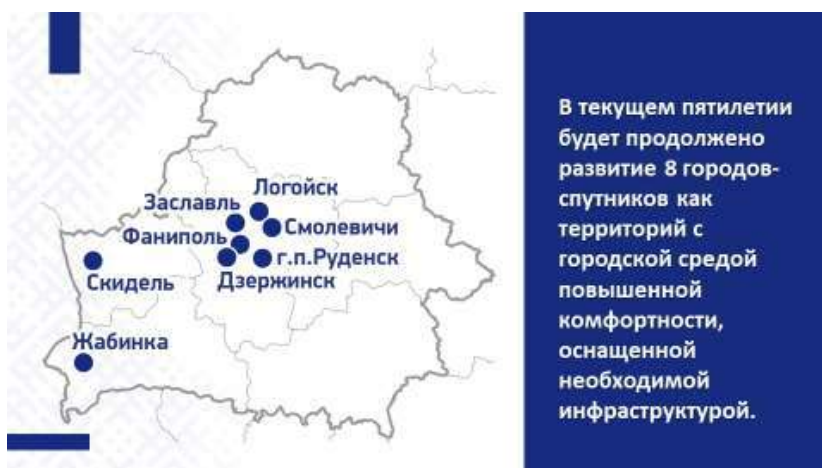 Логойск
Заславль
Смолевичи
Фаниполь
г.п.Руденск
Дзержинск
Скидель
Жабинка
В текущем пятилетии
будет продолжено
развитие 8 городов-
спутников как
территорий с
городской средой
повышенной
комфортности,
оснащенной
необходимой
инфраструктурой.